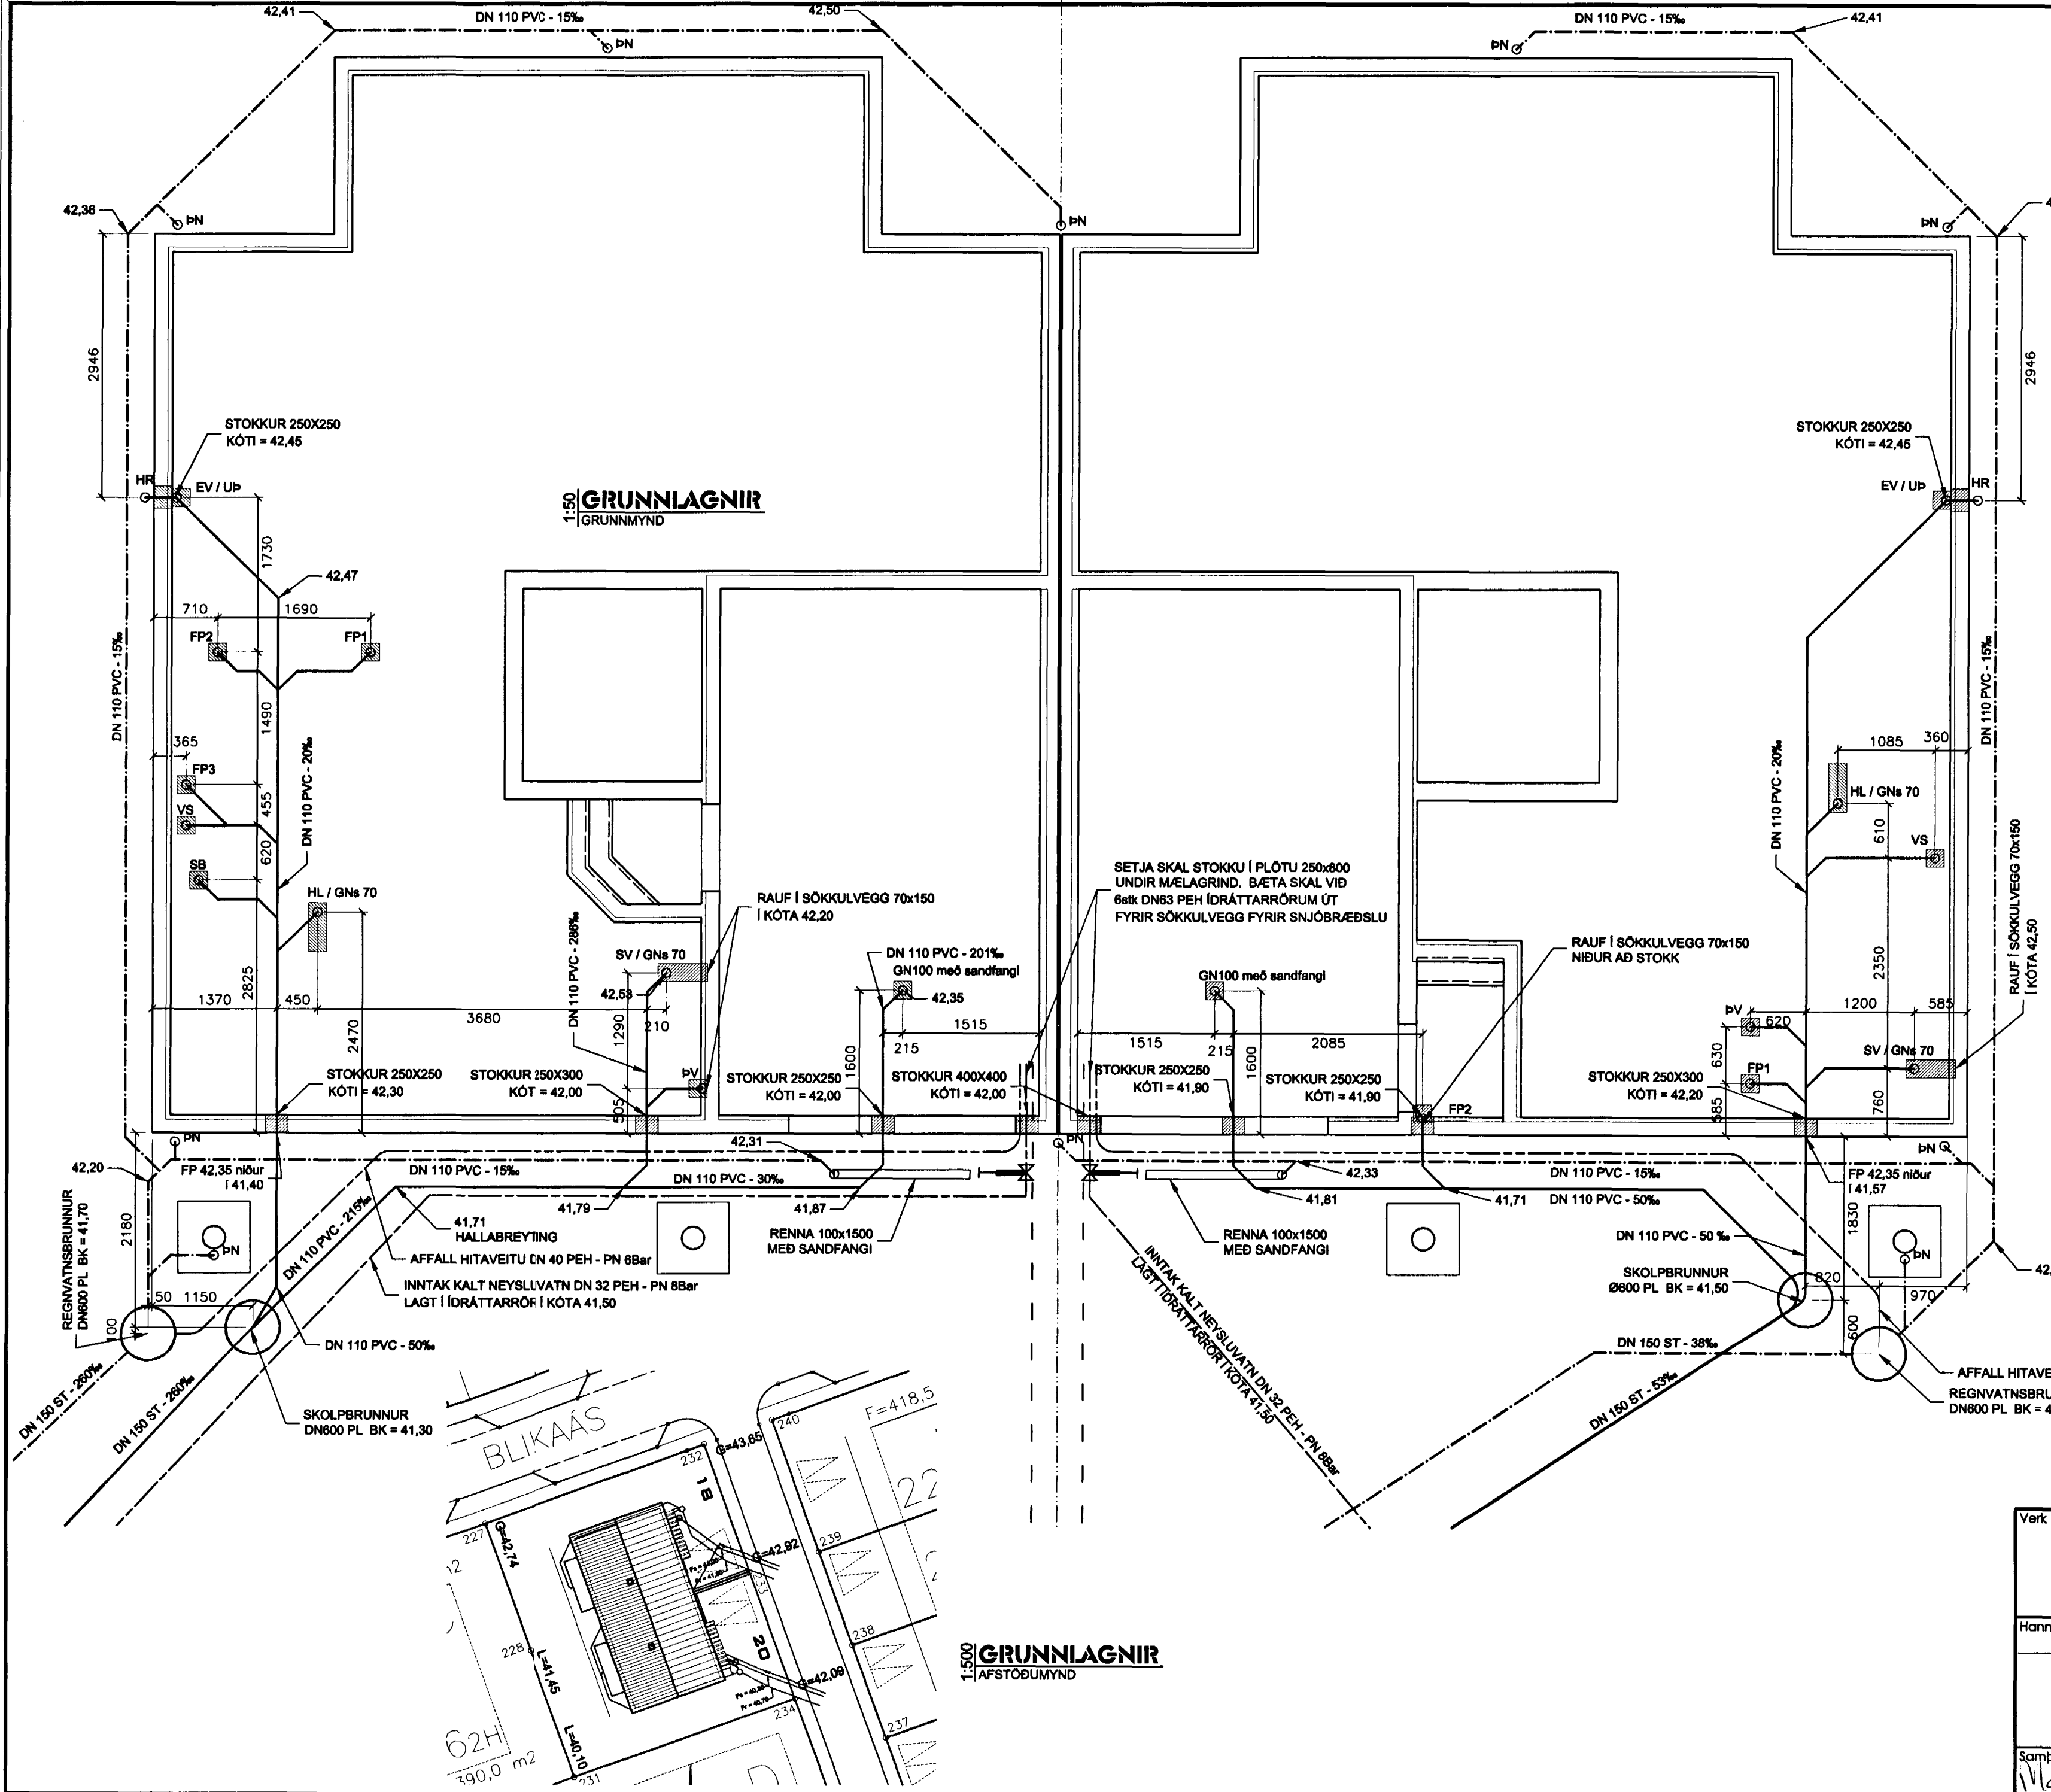 42,41
DN 110 PVC - 15‰
42,50
DN 110 PVC - 15‰
42,41
ÞN
ÞN
42,36
ÞN
ÞN
ÞN
2946
2946
STOKKUR 250X250
KÓTI = 42,45
STOKKUR 250X250
KÓTI = 42,45
HR
EV / UÞ
EV / UÞ
HR
1:50
GRUNNLAGNIR
GRUNNMYND
1730
42,47
710
1690
FP2
FP1
DN 110 PVC - 15‰
DN 110 PVC - 15‰
1490
365
FP3
455
VS
620
SB
DN 110 PVC - 20‰
HL / GNs 70
DN 110 PVC - 20‰
1085
360
HL / GNs 70
610
VS
SETJA SKAL STOKKU Í PLÖTU 250x800
UNDIR MÆLAGRIND. BÆTA SKAL VIÐ
6stk DN63 PEH ÍDRÁTTARRÖRUM ÚT
FYRIR SÖKKULVEGG FYRIR SNJÓBRÆÐSLU
RAUF Í SÖKKULVEGG 70x150
Í KÓTA 42,20
RAUF Í SÖKKULVEGG 70x150
NIÐUR AÐ STOKK
RAUF Í SÖKKULVEGG 70x150
Í KÓTA 42,50
2825
DN 110 PVC - 286‰
SV / GNs 70
42,53
DN 110 PVC - 201‰
GN100 með sandfangi
42,35
GN100 með sandfangi
2350
1370
450
3680
2470
210
1290
1515
215
1600
1515
215
2085
1600
1200
585
ÞV
620
630
SV / GNs 70
FP1
585
760
STOKKUR 250X250
KÓTI = 42,30
STOKKUR 250X300
KÓT = 42,00
ÞV
505
STOKKUR 250X250
KÓTI = 42,00
STOKKUR 400X400
KÓTI = 42,00
STOKKUR 250X250
KÓTI = 41,90
STOKKUR 250X250
KÓTI = 41,90
FP2
STOKKUR 250X300
KÓTI = 42,20
ÞN
42,31
ÞN
42,33
ÞN
42,20
FP 42,35 niður
í 41,40
DN 110 PVC - 15‰
DN 110 PVC - 30‰
DN 110 PVC - 15‰
DN 110 PVC - 50‰
FP 42,35 niður
í 41,57
41,79
41,87
41,81
41,71
1830
REGNVATNSBRUNNUR
DN600 PL BK = 41,70
2180
ÞN
DN 110 PVC - 215‰
41,71
HALLABREYTING
RENNA 100x1500
MEÐ SANDFANGI
RENNA 100x1500
MEÐ SANDFANGI
DN 110 PVC - 50 ‰
ÞN
AFFALL HITAVEITU DN 40 PEH - PN 6Bar
INNTAK KALT NEYSLUVATN DN 32 PEH - PN 8Bar
LAGT Í ÍDRÁTTARRÖR Í KÓTA 41,50
SKOLPBRUNNUR
Ø600 PL BK = 41,50
820
970
50
1150
100
600
DN 110 PVC - 50‰
INNTAK KALT NEYSLUVATN DN 32 PEH - PN 8Bar
LAGT Í ÍDRÁTTARRÖR Í KÓTA 41,50
DN 150 ST - 38‰
DN 150 ST - 260‰
DN 150 ST - 260‰
SKOLPBRUNNUR
DN600 PL BK = 41,30
DN 150 ST - 53‰
AFFALL HITAVE
REGNVATNSBRU
DN600 PL BK = 4
BLIKAÁS
240
F=418,5
232
G=43,65
18
227
G=42,74
22
239
G=42,92
233
228
L=41,45
20
238
G=42,09
234
62H
390,0 m2
L=40,10
231
237
D
1:500
GRUNNLAGNIR
AFSTÖÐUMYND
Verk
Hann
Samþ